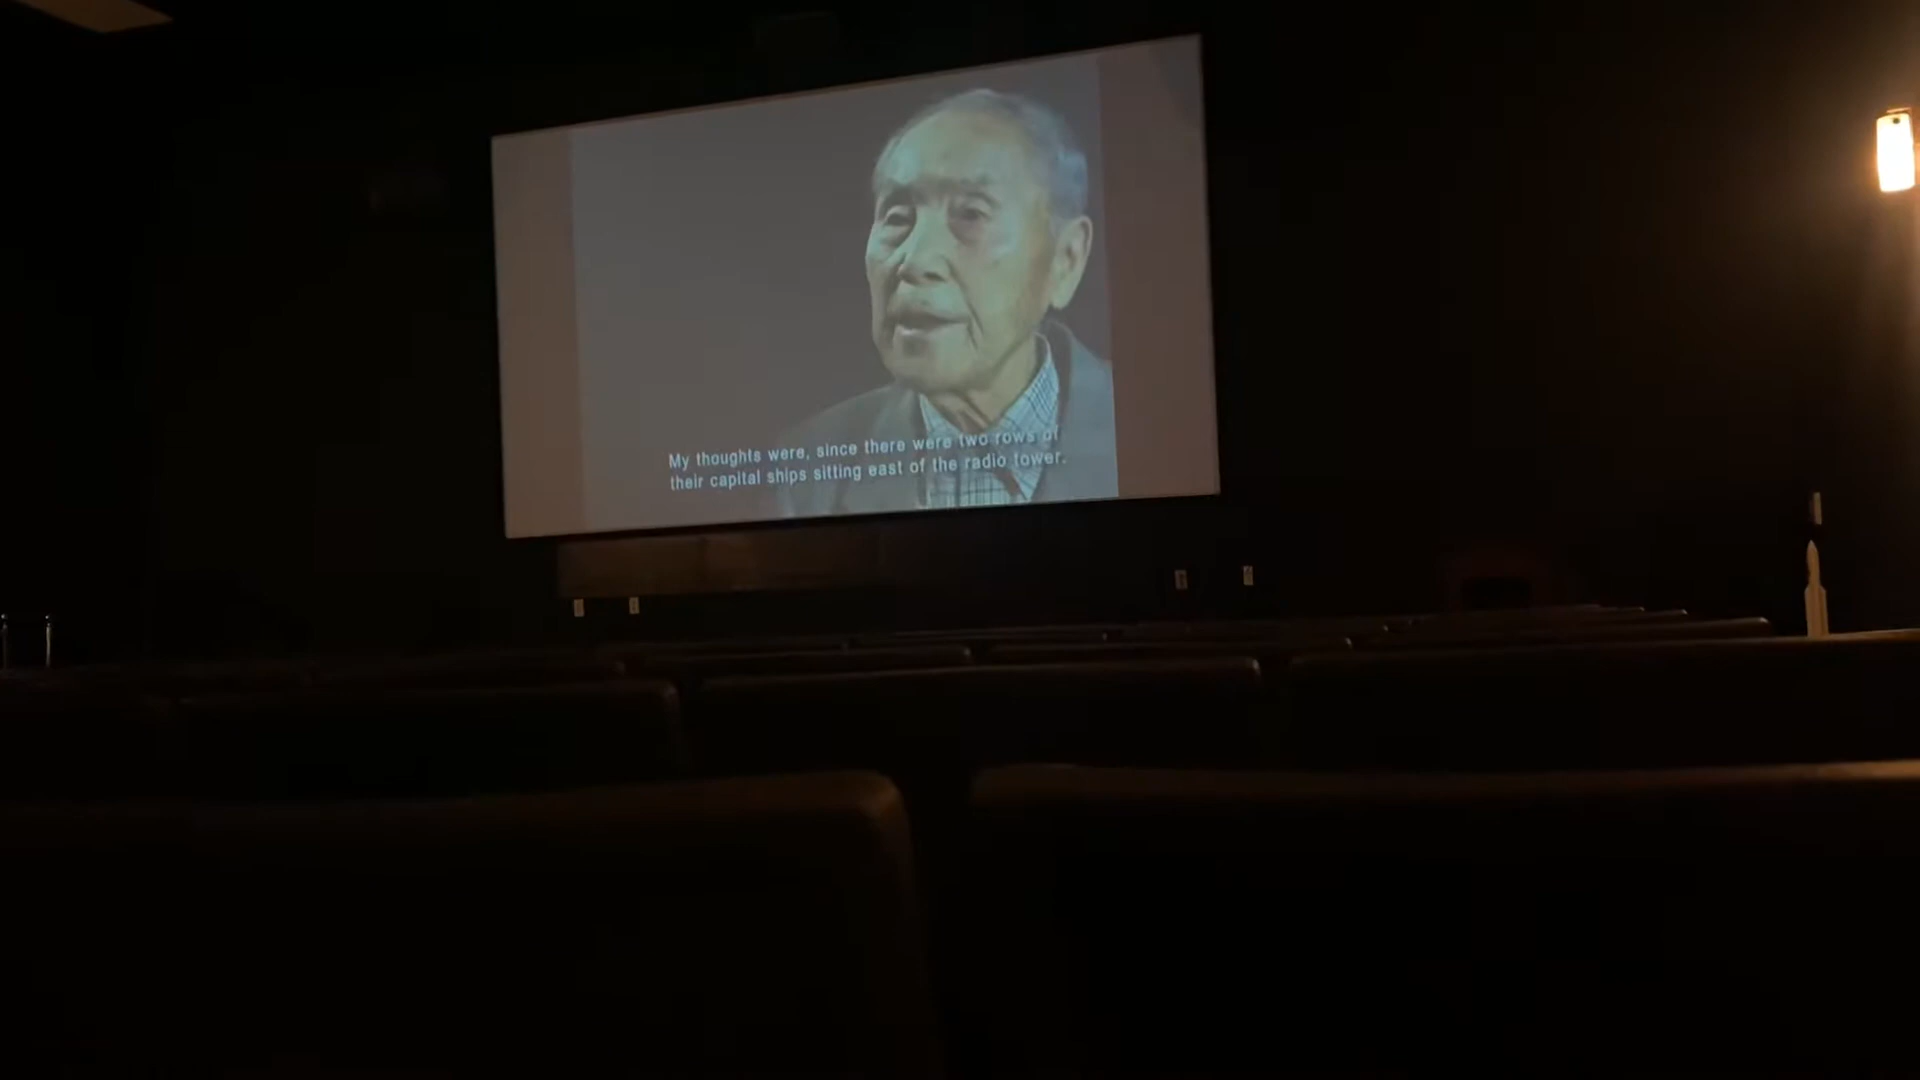 My thoughts were, since there were two rows of
their capital ships sitting east of the radio tower.